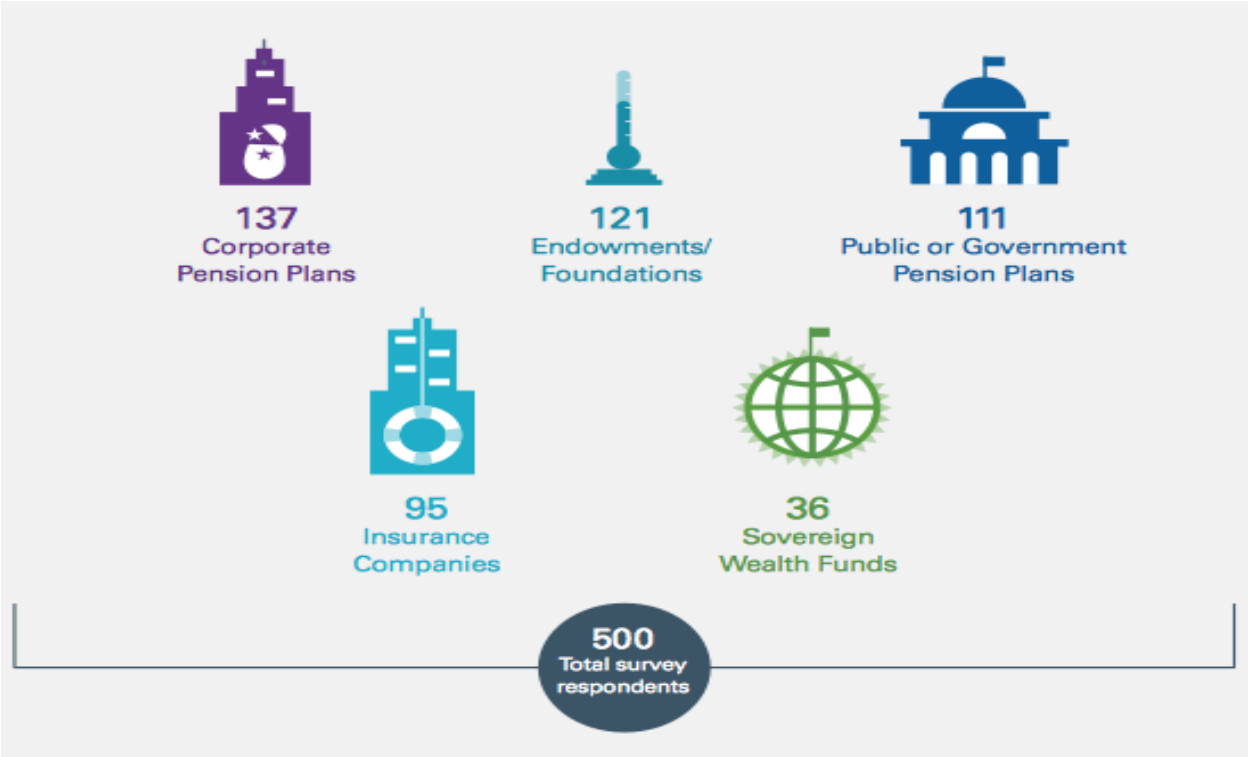 137
Corporate
Pension Plans
121
Endowments/
Foundations
111
Public or Government
Pension Plans
95
Insurance
Companies
36
Sovereign
Wealth Funds
500
Total survey
respondents